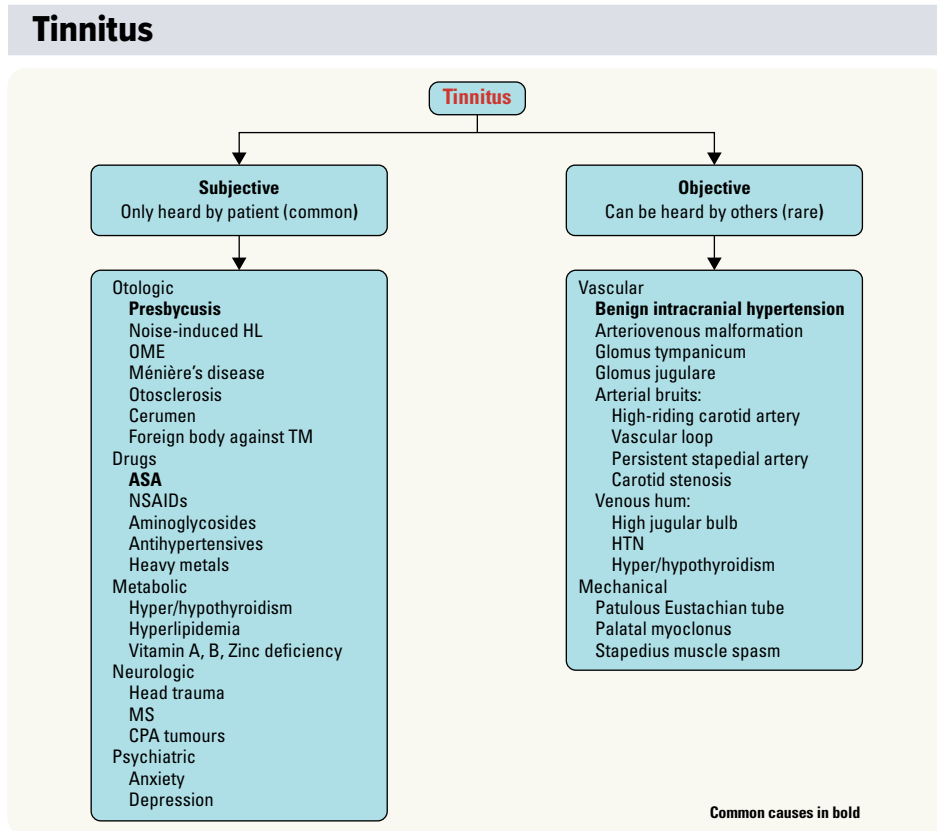 Tinnitus
Tinnitus
Subjective
Only heard by patient (common)
Otologic
Presbycusis
Noise-induced HL
OME
Ménière's disease
Otosclerosis
Cerumen
Foreign body against TM
Drugs
ASA
NSAIDs
Aminoglycosides
Antihypertensives
Heavy metals
Metabolic
Hyper/hypothyroidism
Hyperlipidemia
Vitamin A, B, Zinc deficiency
Neurologic
Head trauma
MS
CPA tumours
Psychiatric
Anxiety
Depression
Objective
Can be heard by others (rare)
Vascular
Benign intracranial hypertension
Arteriovenous malformation
Glomus tympanicum
Glomus jugulare
Arterial bruits:
High-riding carotid artery
Vascular loop
Persistent stapedial artery
Carotid stenosis
Venous hum:
High jugular bulb
HTN
Hyper/hypothyroidism
Mechanical
Patulous Eustachian tube
Palatal myoclonus
Stapedius muscle spasm
Common causes in bold